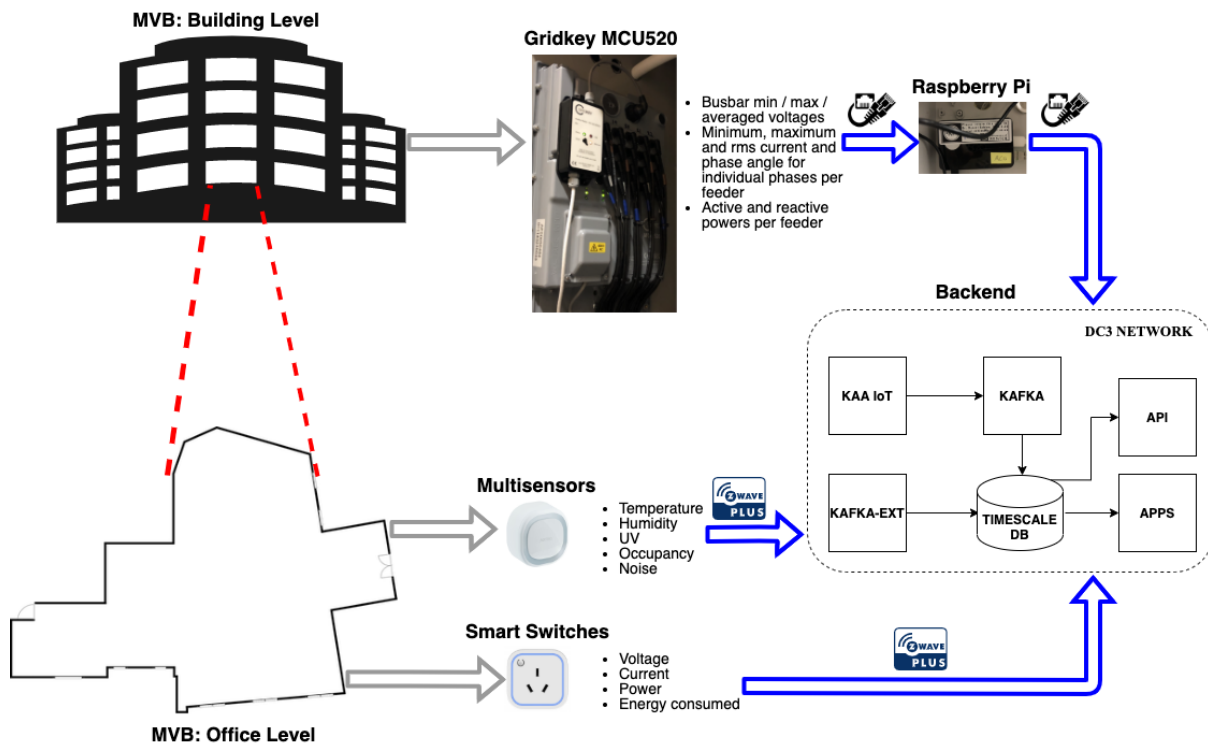 MVB: Building Level
Gridkey MCU520
• Busbar min / max /
averaged voltages
• Minimum, maximum
and rms current and
phase angle for
individual phases per
feeder
• Active and reactive
powers per feeder
Raspberry Pi
Backend
DC3 NETWORK
KAA IoT
KAFKA
API
KAFKA-EXT
TIMESCALE
DB
APPS
Multisensors
• Temperature
• Humidity
• UV
• Occupancy
• Noise
Z WAVE
PLUS
Smart Switches
• Voltage
• Current
• Power
• Energy consumed
Z WAVE
PLUS
MVB: Office Level